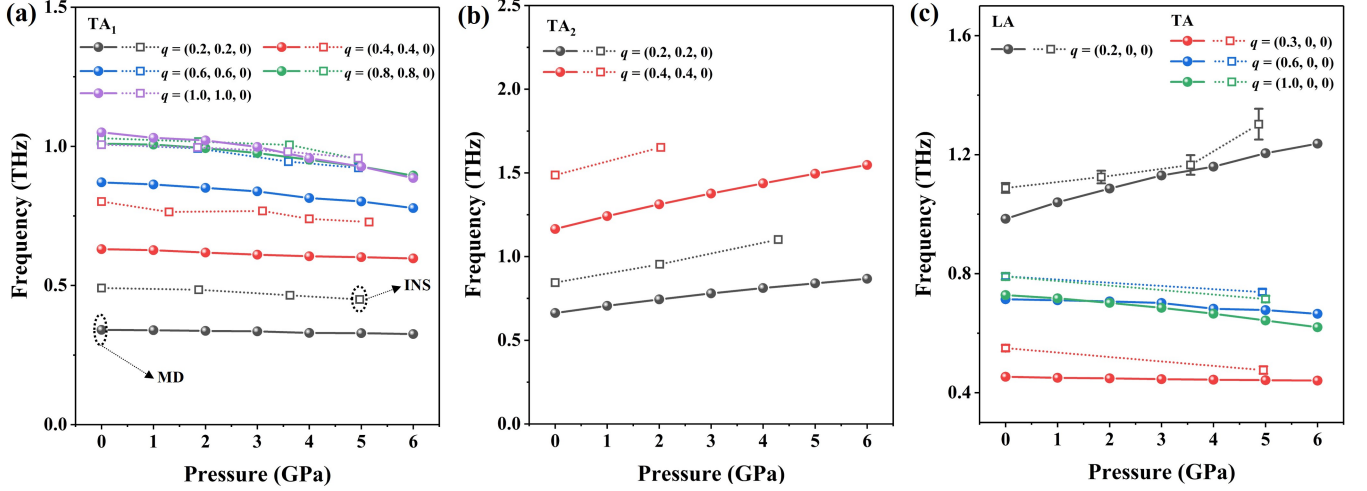 (a)
1.5
1.0
0.5
0.0
Frequency (THz)
TA1
q = (0.2, 0.2, 0) q = (0.4, 0.4, 0)
q = (0.6, 0.6, 0) q = (0.8, 0.8, 0)
q = (1.0, 1.0, 0)
INS
MD
0 1 2 3 4 5 6
Pressure (GPa)
(b)
2.5
2.0
1.5
1.0
0.5
0.0
Frequency (THz)
TA2
q = (0.2, 0.2, 0)
q = (0.4, 0.4, 0)
0 1 2 3 4 5 6
Pressure (GPa)
(c)
1.6
1.2
0.8
0.4
Frequency (THz)
LA TA
q = (0.2, 0, 0) q = (0.3, 0, 0)
q = (0.6, 0, 0)
q = (1.0, 0, 0)
0 1 2 3 4 5 6
Pressure (GPa)